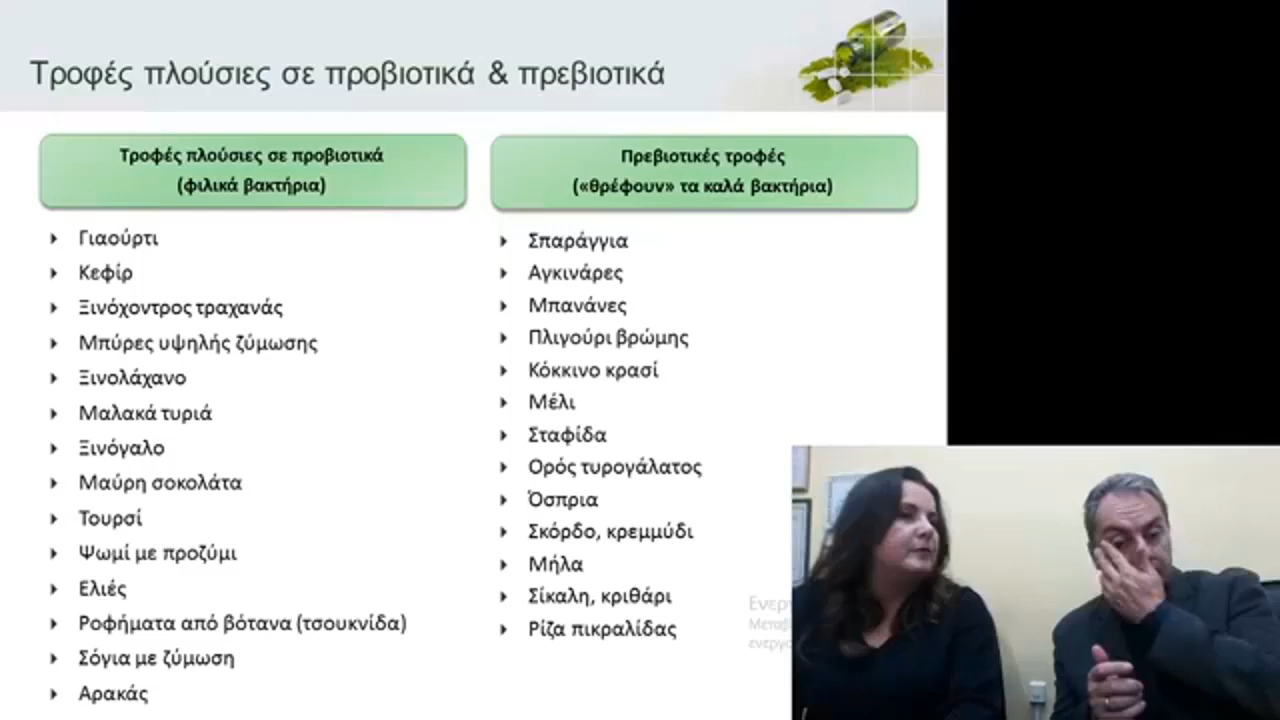 Τροφές πλούσιες σε προβιοτικά & πρεβιοτικά
Τροφές πλούσιες σε προβιοτικά
(φιλικά βακτήρια)
Γιαούρτι
Κεφίρ
Ξινόχοντρος τραχανάς
Μπύρες υψηλής ζύμωσης
Ξινολάχανο
Μαλακά τυριά
Ξινόγαλο
Μαύρη σοκολάτα
Τουρσί
Ψωμί με προζύμι
Ελιές
Ροφήματα από βότανα (τσουκνίδα)
Σόγια με ζύμωση
Αρακάς
Πρεβιοτικές τροφές
(«θρέφουν» τα καλά βακτήρια)
Σπαράγγια
Αγκινάρες
Μπανάνες
Πλιγούρι βρώμης
Κόκκινο κρασί
Μέλι
Σταφίδα
Ορός τυρογάλατος
Όσπρια
Σκόρδο, κρεμμύδι
Μήλα
Σίκαλη, κριθάρι
Ρίζα πικραλίδας